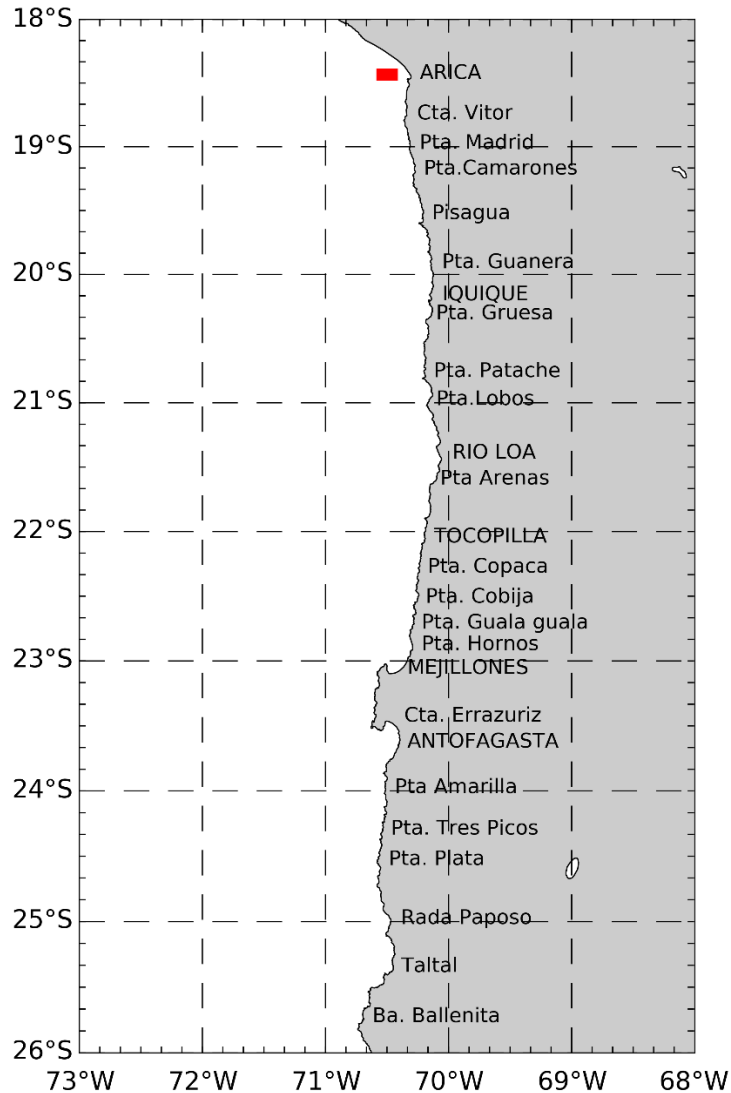 18°S
ARICA
Cta. Vitor
Pta. Madrid
19°S
Pta.Camarones
Pisagua
Pta. Guanera
20°S
IQUIQUE
Pta. Gruesa
Pta. Patache
Pta.Lobos
21°S
RIO LOA
Pta Arenas
22°S
TOCOPILLA
Pta. Copaca
Pta. Cobija
Pta. Guala guala
Pta. Hornos
23°S
MEJILLONES
Cta. Errazuriz
ANTOFAGASTA
Pta Amarilla
24°S
Pta. Tres Picos
Pta. Plata
Rada Paposo
25°S
Taltal
Ba. Ballenita
26°S
73°W 72°W 71°W 70°W 69°W 68°W